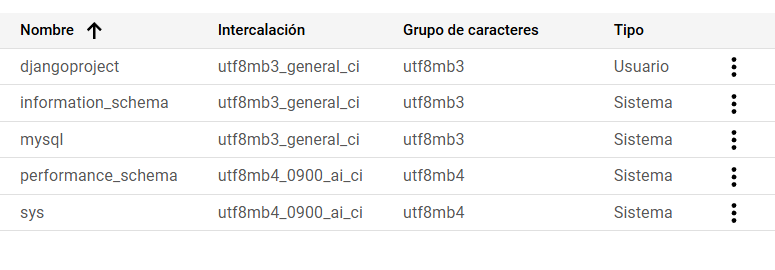 Nombre Intercalación Grupo de caracteres Tipo
djangoproject utf8mb3_general_ci utf8mb3 Usuario
information_schema utf8mb3_general_ci utf8mb3 Sistema
mysql utf8mb3_general_ci utf8mb3 Sistema
performance_schema utf8mb4_0900_ai_ci utf8mb4 Sistema
sys utf8mb4_0900_ai_ci utf8mb4 Sistema